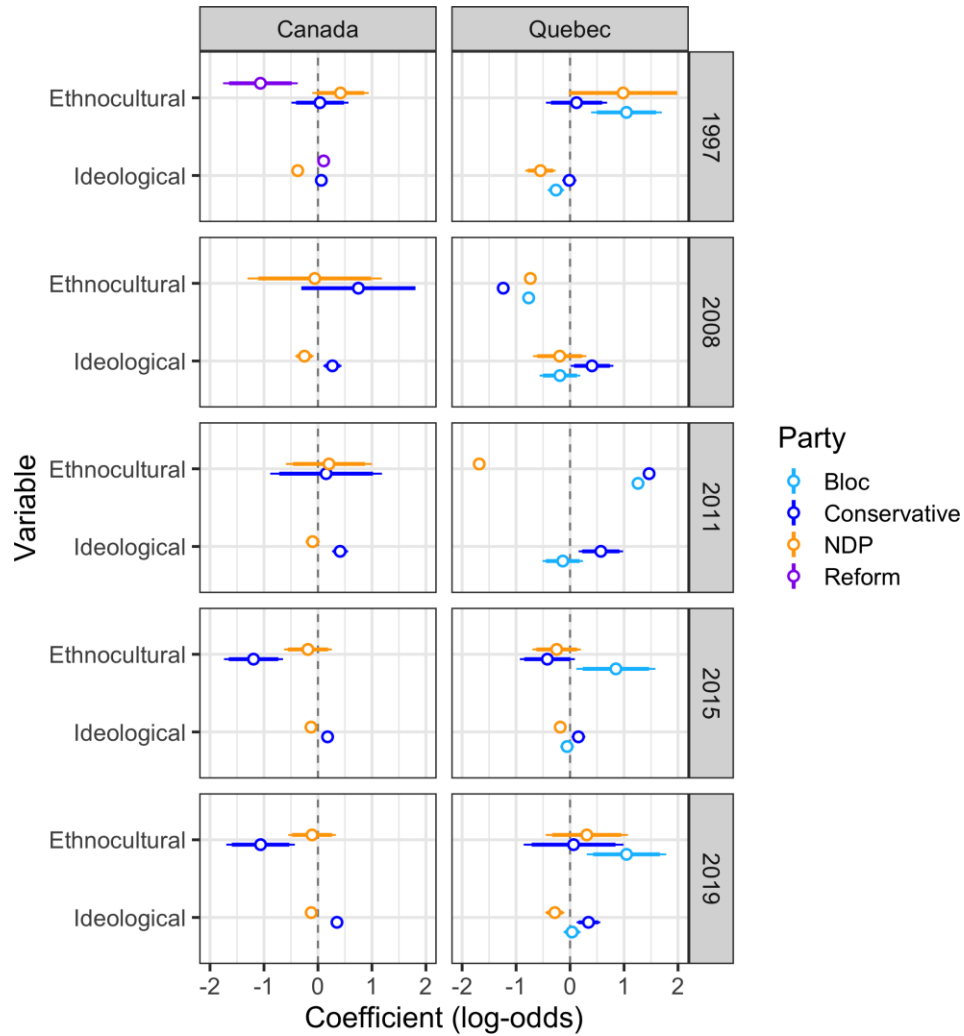 Canada
Quebec
Ethnocultural
Ideological
1997
Ethnocultural
Ideological
2008
Ethnocultural
Ideological
2011
Ethnocultural
Ideological
2015
Ethnocultural
Ideological
2019
Variable
-2 -1 0 1 2
-2 -1 0 1 2
Coefficient (log-odds)
Party
Bloc
Conservative
NDP
Reform